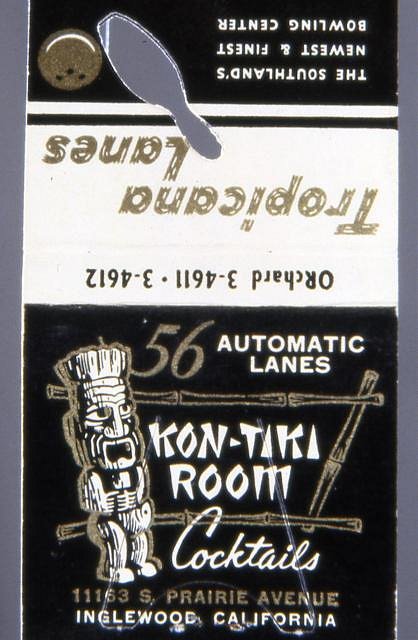 THE SOUTHLAND'S
NEWEST & FINEST
BOWLING CENTER
Tropicana
Lanes
ORchard 3-4611 · 3-4612
56 AUTOMATIC
LANES
KON-TIKI
ROOM
Cocktails
11163 S. PRAIRIE AVENUE
INGLEWOOD, CALIFORNIA